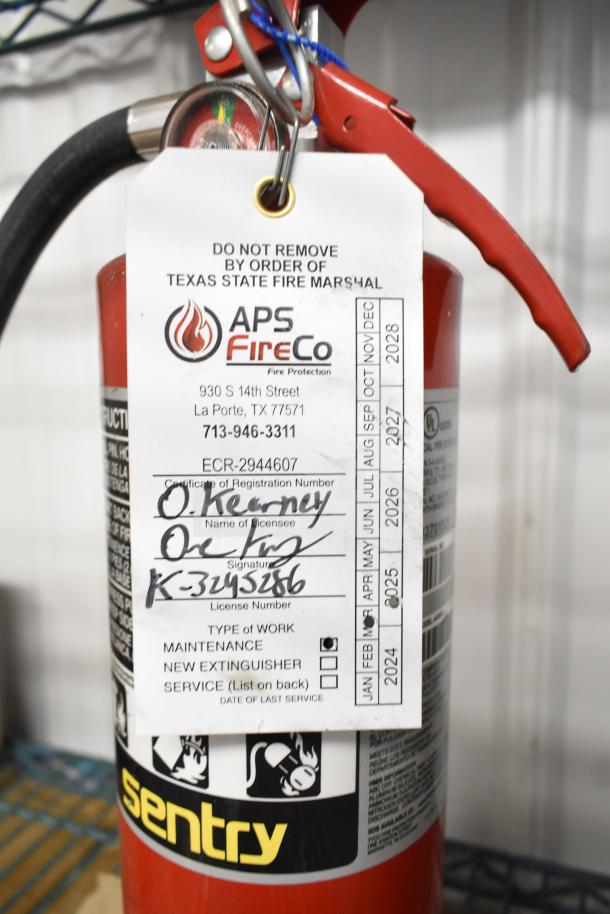 DO NOT REMOVE
BY ORDER OF
TEXAS STATE FIRE MARSHAL
APS
FIRECO
Fire Protection
930 S 14th Street
La Porte, TX 77571
713-946-3311
ECR-2944607
Certificate of Registration Number
O. Kearney
Name of Licensee
Signature
K-3245286
License Number
TYPE of WORK
MAINTENANCE
NEW EXTINGUISHER
SERVICE (List on back)
DATE OF LAST SERVICE
JAN FEB MAR APR MAY JUN JUL AUG SEP OCT NOV DEC
2024 2025 2026 2027 2028
UL
sentry
HMIS INFORMATION: